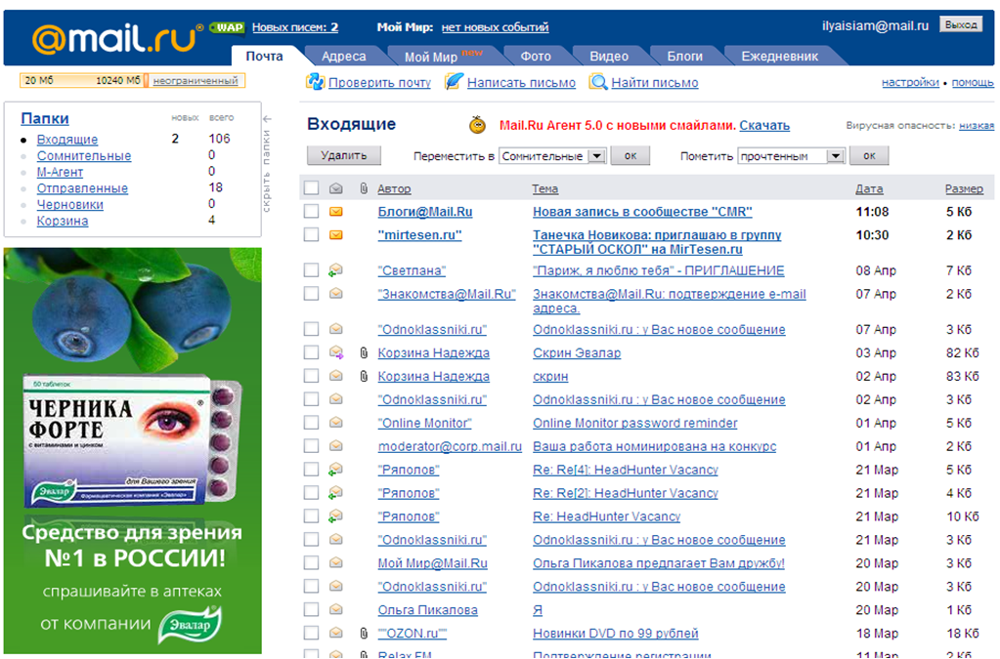 @mail.ru® WAP Новых писем: 2 Мой Мир: нет новых событий ilyaisiam@mail.ru Выход
Почта Адреса Мой Мир new Фото Видео Блоги Ежедневник
20 Мб 10240 Мб неограниченный
Проверить почту Написать письмо Найти письмо настройки • помощь
Папки новых всего
Входящие 2 106
Сомнительные 0
М-Агент 0
Отправленные 18
Черновики 0
Корзина 4
скрыть папки
Входящие Mail.Ru Агент 5.0 с новыми смайлами. Скачать Вирусная опасность: низкая
Удалить Переместить в Сомнительные ок Пометить прочтенным ок
Автор Тема Дата Размер
Блоги@Mail.Ru Новая запись в сообществе "CMR" 11:08 5 Кб
"mirtesen.ru" Танечка Новикова: приглашаю в группу 10:30 2 Кб
"СТАРЫЙ ОСКОЛ" на MirTesen.ru
"Светлана" "Париж, я люблю тебя" - ПРИГЛАШЕНИЕ 08 Апр 7 Кб
"Знакомства@Mail.Ru" Знакомства@Mail.Ru: подтверждение e-mail 07 Апр 2 Кб
адреса.
"Odnoklassniki.ru" Odnoklassniki.ru : у Вас новое сообщение 07 Апр 3 Кб
Корзина Надежда Скрин Эвалар 03 Апр 82 Кб
Корзина Надежда скрин 02 Апр 83 Кб
"Odnoklassniki.ru" Odnoklassniki.ru : у Вас новое сообщение 02 Апр 3 Кб
"Online Monitor" Online Monitor password reminder 01 Апр 5 Кб
moderator@corp.mail.ru Ваша работа номинирована на конкурс 01 Апр 2 Кб
"Ряполов" Re: Re[4]: HeadHunter Vacancy 21 Мар 5 Кб
"Ряполов" Re: Re[2]: HeadHunter Vacancy 21 Мар 4 Кб
"Ряполов" Re: HeadHunter Vacancy 21 Мар 10 Кб
"Odnoklassniki.ru" Odnoklassniki.ru : у Вас новое сообщение 21 Мар 3 Кб
Мой Мир@Mail.Ru Ольга Пикалова предлагает Вам дружбу! 20 Мар 3 Кб
"Odnoklassniki.ru" Odnoklassniki.ru : у Вас новое сообщение 20 Мар 3 Кб
Ольга Пикалова Я 20 Мар 1 Кб
""OZON.ru"" Новинки DVD по 99 рублей 18 Мар 18 Кб
Relax FM Подтверждение регистрации 11 Мар 2 Кб
50 таблеток
ЧЕРНИКА®
ФОРТЕ
с витаминами и цинком
для Вашего зрения
Эвалар Фармацевтическая компания «Эвалар»
Средство для зрения
№1 в РОССИИ!
спрашивайте в аптеках
от компании Эвалар